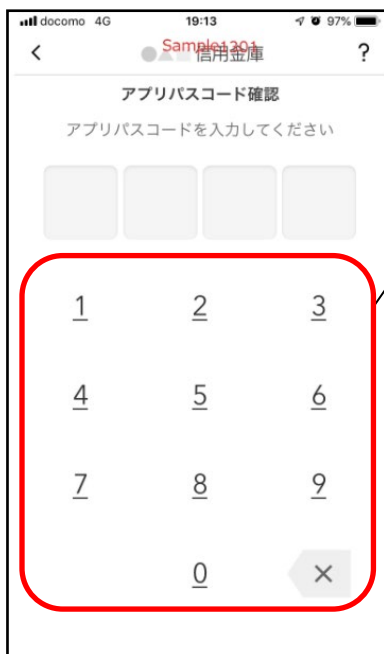 docomo 4G 19:13 97%
Sample1301
信用金庫 ?
アプリパスコード確認
アプリパスコードを入力してください
1 2 3
4 5 6
7 8 9
0 ×